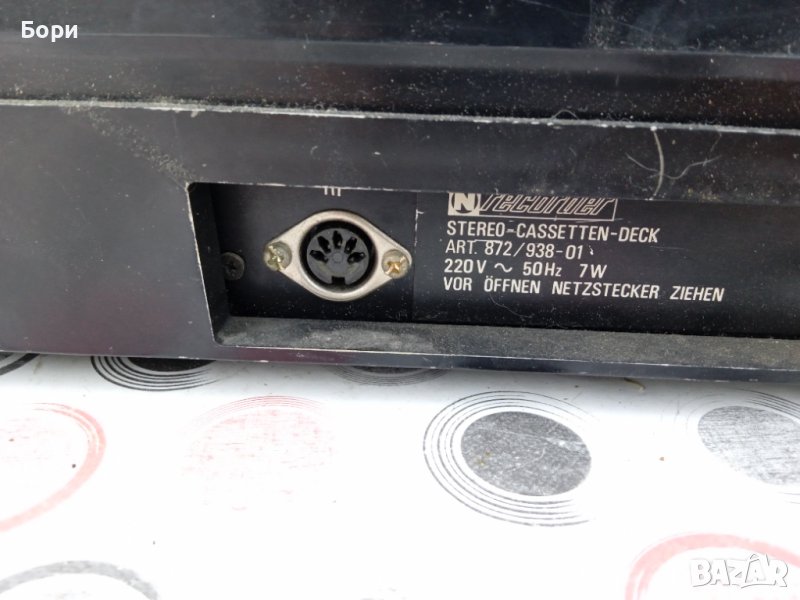 Бори
N recorder
STEREO-CASSETTEN-DECK
ART. 872/938-01
220V ~ 50Hz 7W
VOR ÖFFNEN NETZSTECKER ZIEHEN
BAZAR